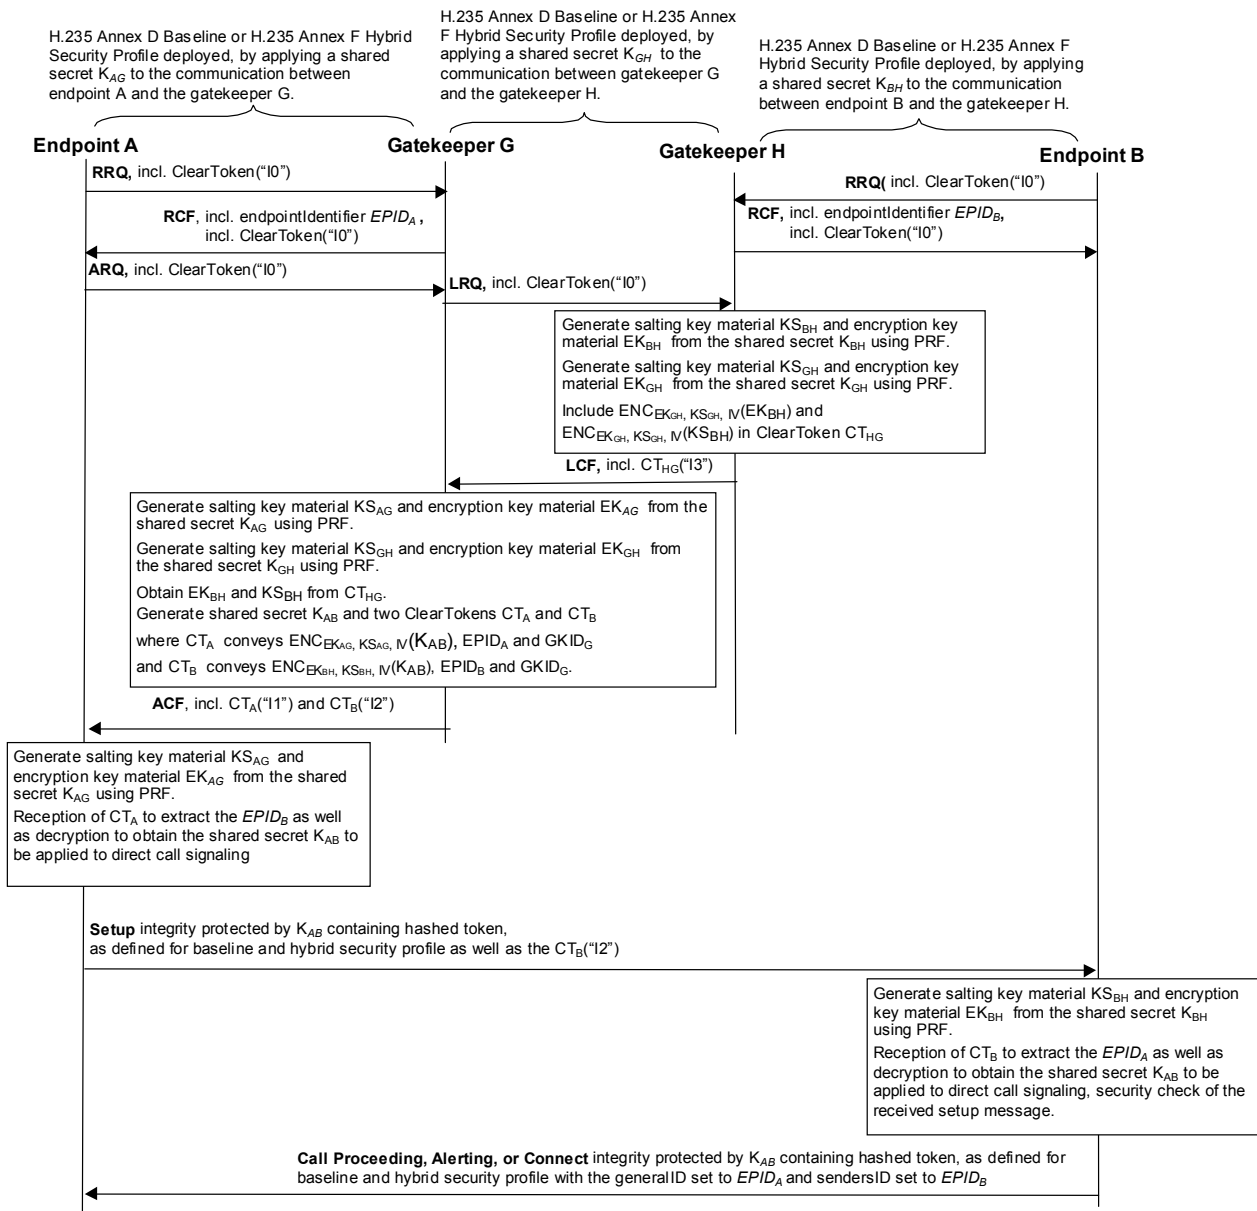 H.235 Annex D Baseline or H.235 Annex F Hybrid
Security Profile deployed, by applying a shared
secret K_AG to the communication between
endpoint A and the gatekeeper G.
H.235 Annex D Baseline or H.235 Annex
F Hybrid Security Profile deployed, by
applying a shared secret K_GH to the
communication between gatekeeper G
and the gatekeeper H.
H.235 Annex D Baseline or H.235 Annex F
Hybrid Security Profile deployed, by applying
a shared secret K_BH to the communication
between endpoint B and the gatekeeper H.
Endpoint A
Gatekeeper G
Gatekeeper H
Endpoint B
RRQ, incl. ClearToken(“I0”)
RRQ( incl. ClearToken(“I0”)
RCF, incl. endpointIdentifier EPID_A,
incl. ClearToken(“I0”)
RCF, incl. endpointIdentifier EPID_B,
incl. ClearToken(“I0”)
ARQ, incl. ClearToken(“I0”)
LRQ, incl. ClearToken(“I0”)
Generate salting key material KS_BH and encryption key
material EK_BH from the shared secret K_BH using PRF.
Generate salting key material KS_GH and encryption key
material EK_GH from the shared secret K_GH using PRF.
Include ENC_EK_GH, KS_GH, IV(EK_BH) and
ENC_EK_GH, KS_GH, IV(KS_BH) in ClearToken CT_HG
LCF, incl. CT_HG(“I3”)
Generate salting key material KS_AG and encryption key material EK_AG from the
shared secret K_AG using PRF.
Generate salting key material KS_GH and encryption key material EK_GH from
the shared secret K_GH using PRF.
Obtain EK_BH and KS_BH from CT_HG.
Generate shared secret K_AB and two ClearTokens CT_A and CT_B
where CT_A conveys ENC_EK_AG, KS_AG, IV(K_AB), EPID_A and GKID_G
and CT_B conveys ENC_EK_BH, KS_BH, IV(K_AB), EPID_B and GKID_G.
ACF, incl. CT_A(“I1”) and CT_B(“I2”)
Generate salting key material KS_AG and
encryption key material EK_AG from the shared
secret K_AG using PRF.
Reception of CT_A to extract the EPID_B as well
as decryption to obtain the shared secret K_AB to
be applied to direct call signaling
Setup integrity protected by K_AB containing hashed token,
as defined for baseline and hybrid security profile as well as the CT_B(“I2”)
Generate salting key material KS_BH and encryption
key material EK_BH from the shared secret K_BH
using PRF.
Reception of CT_B to extract the EPID_A as well as
decryption to obtain the shared secret K_AB to be
applied to direct call signaling, security check of the
received setup message.
Call Proceeding, Alerting, or Connect integrity protected by K_AB containing hashed token, as defined for
baseline and hybrid security profile with the generalID set to EPID_A and sendersID set to EPID_B